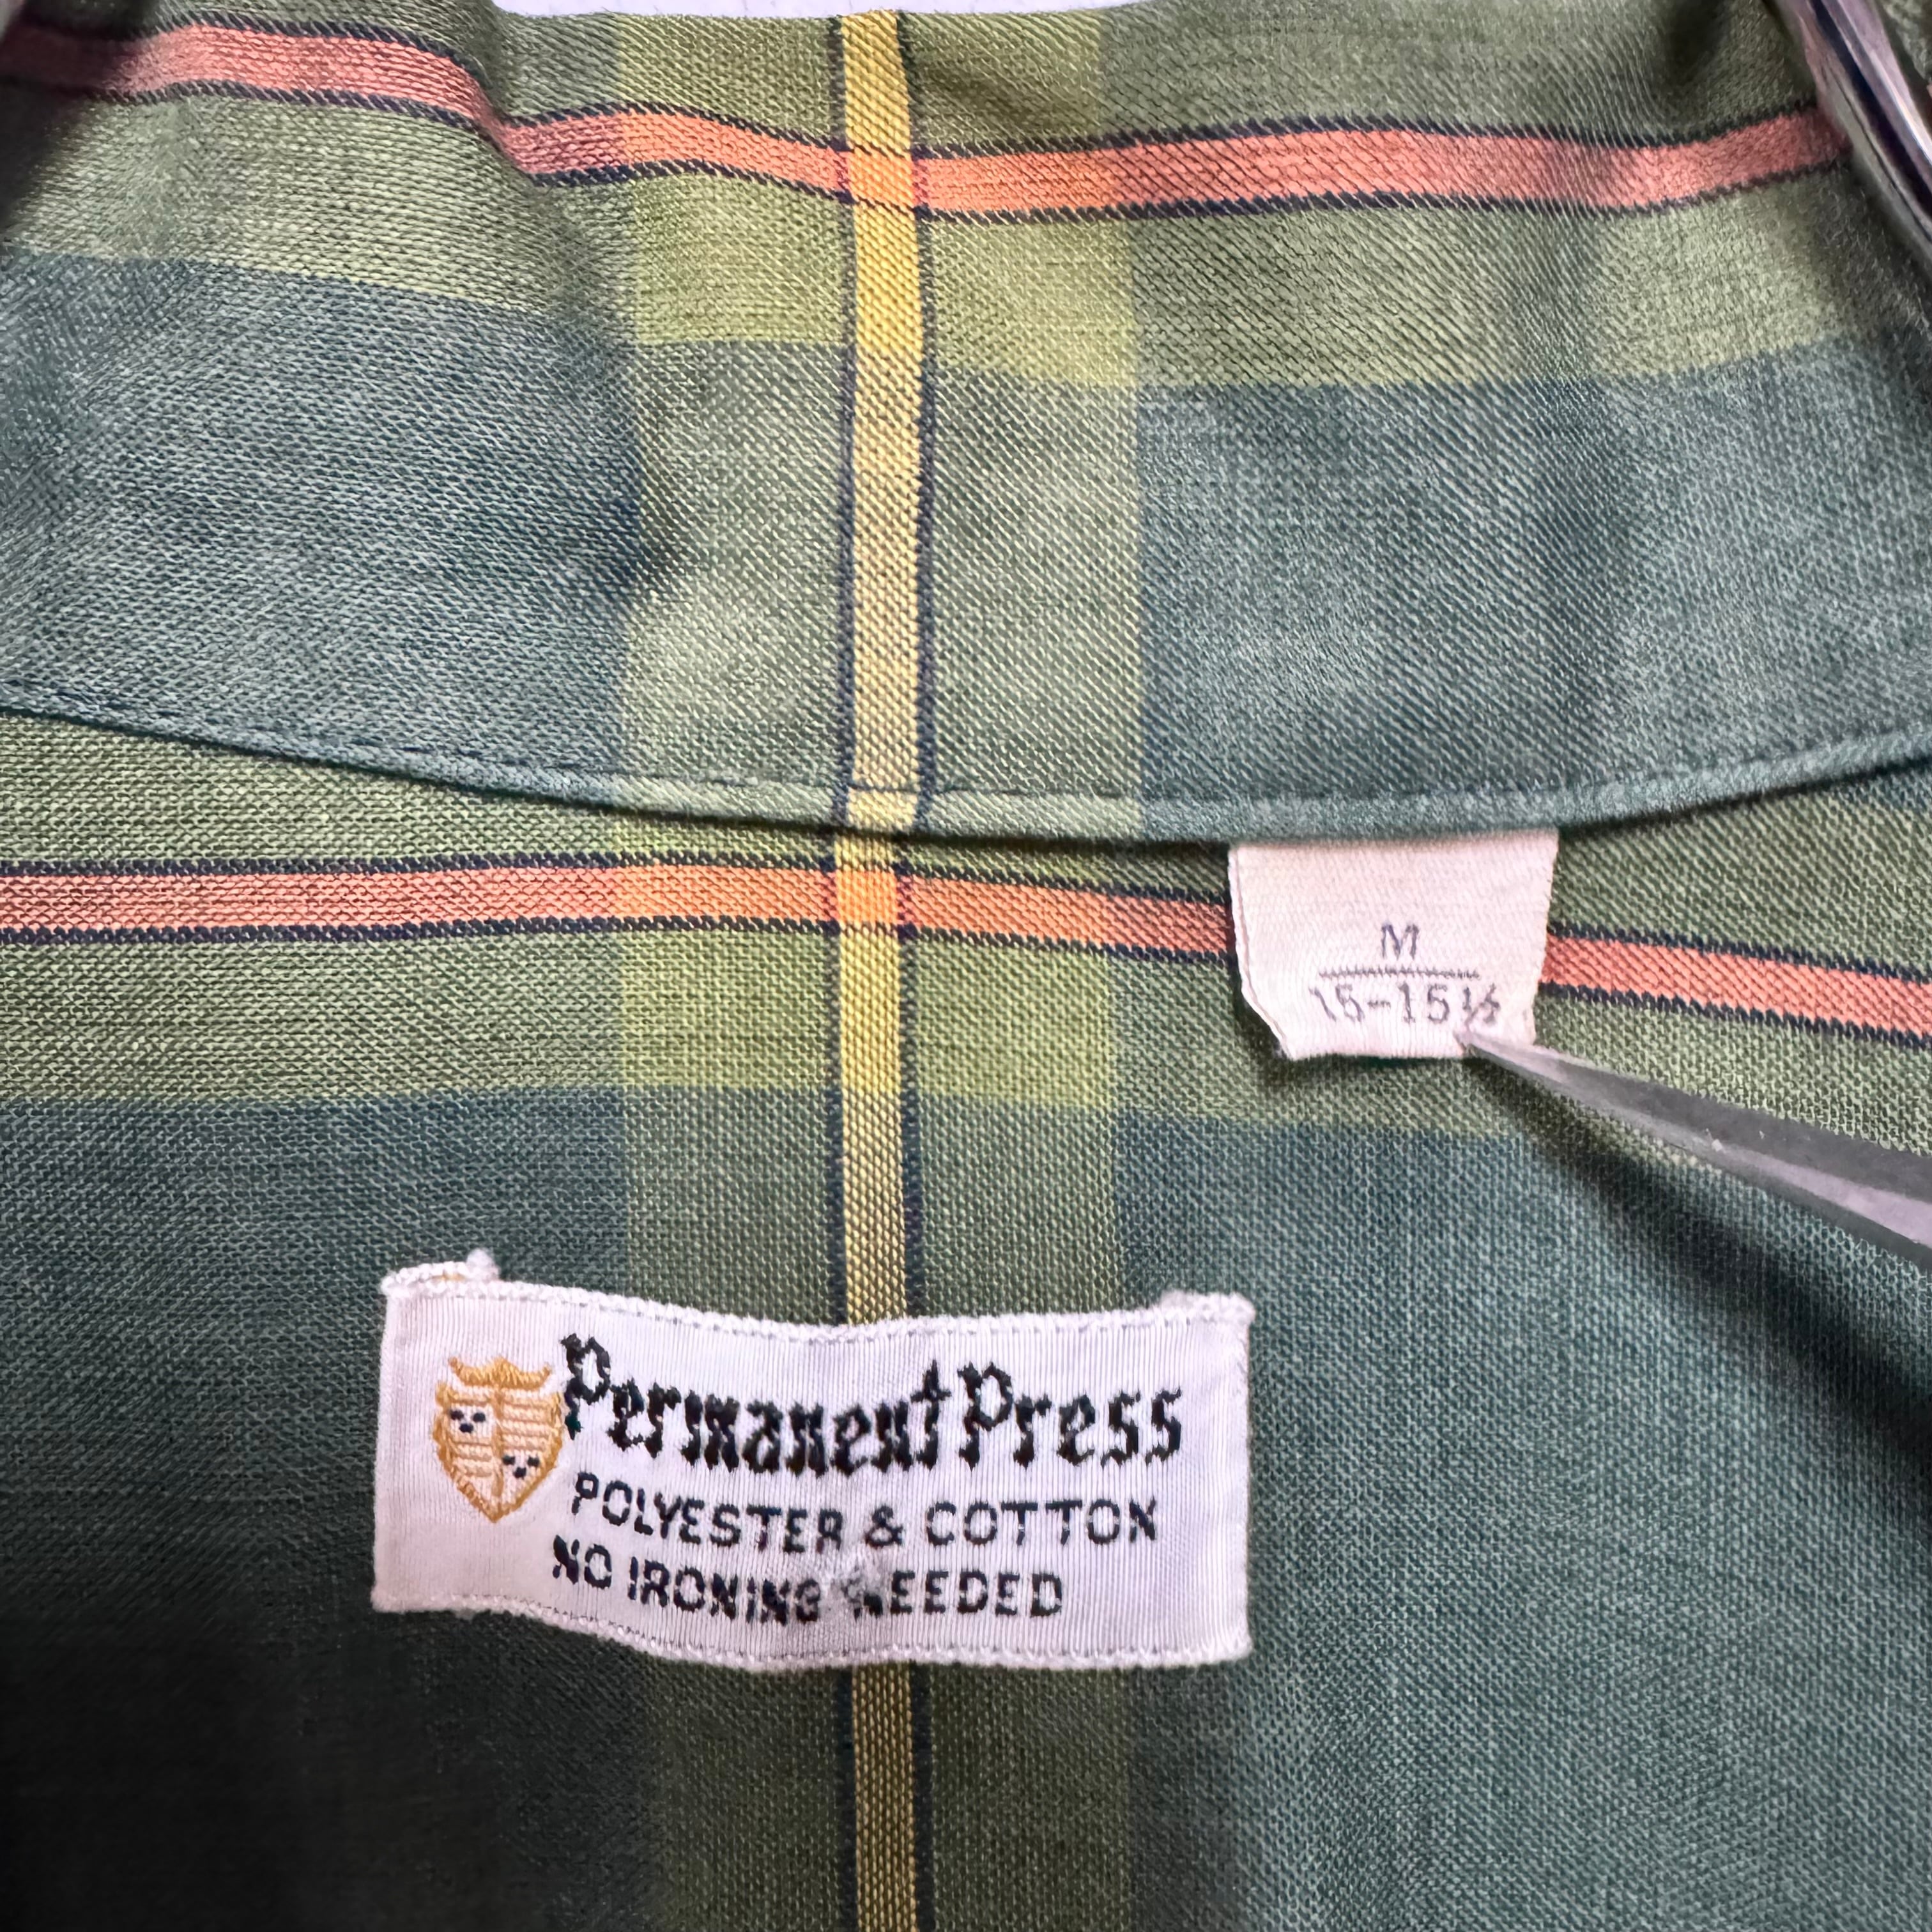 M
15-15½
Permanent Press
POLYESTER & COTTON
NO IRONING NEEDED